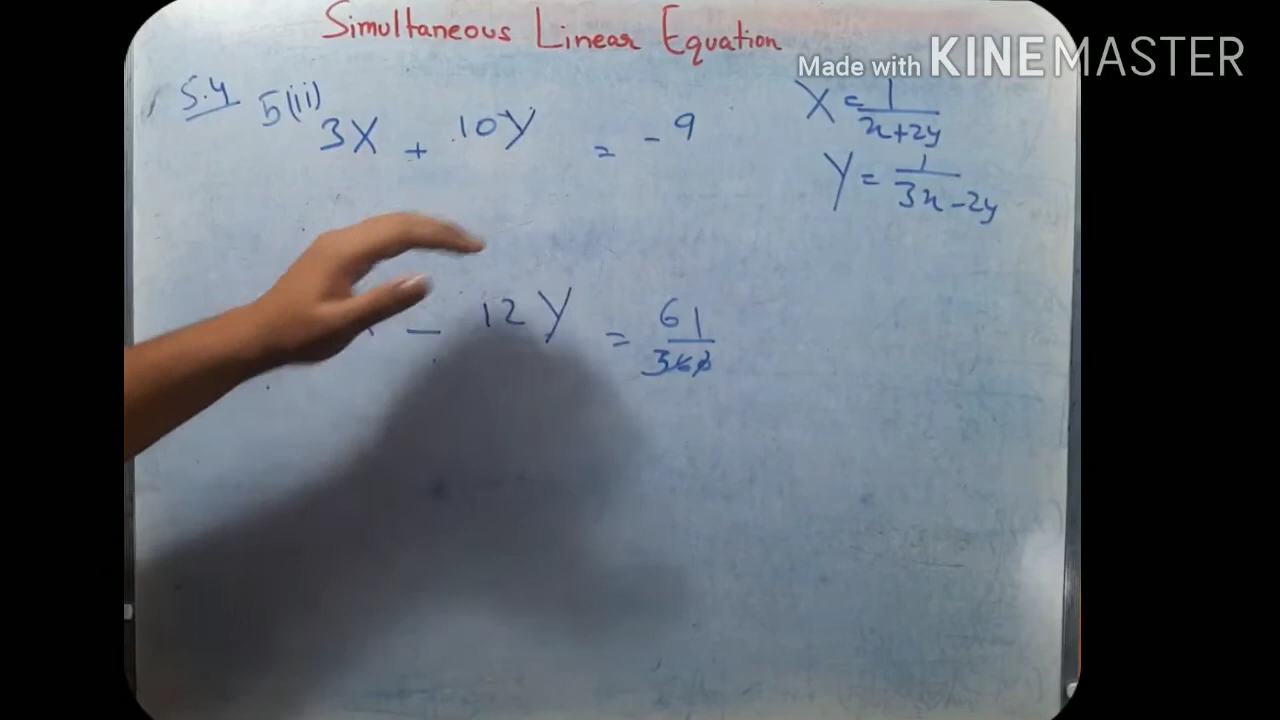 Simultaneous Linear Equation
Made with KINEMASTER
5.4 5(ii)
3X + 10Y = -9
X = 1/x+2y
Y = 1/3x-2y
- 12Y = 61